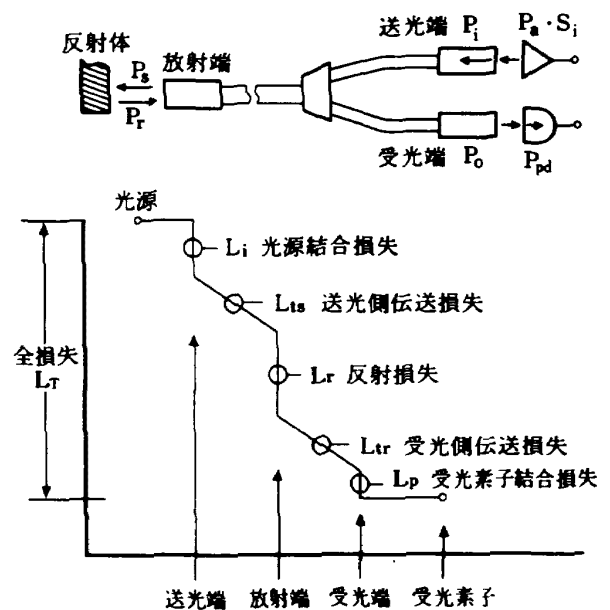 送光端 Pi Pa・Si
反射体
Ps 放射端
Pr
受光端 Po Ppd
光源
Li 光源結合損失
Lts 送光側伝送損失
全損失
LT
Lr 反射損失
Ltr 受光側伝送損失
Lp 受光素子結合損失
送光端 放射端 受光端 受光素子